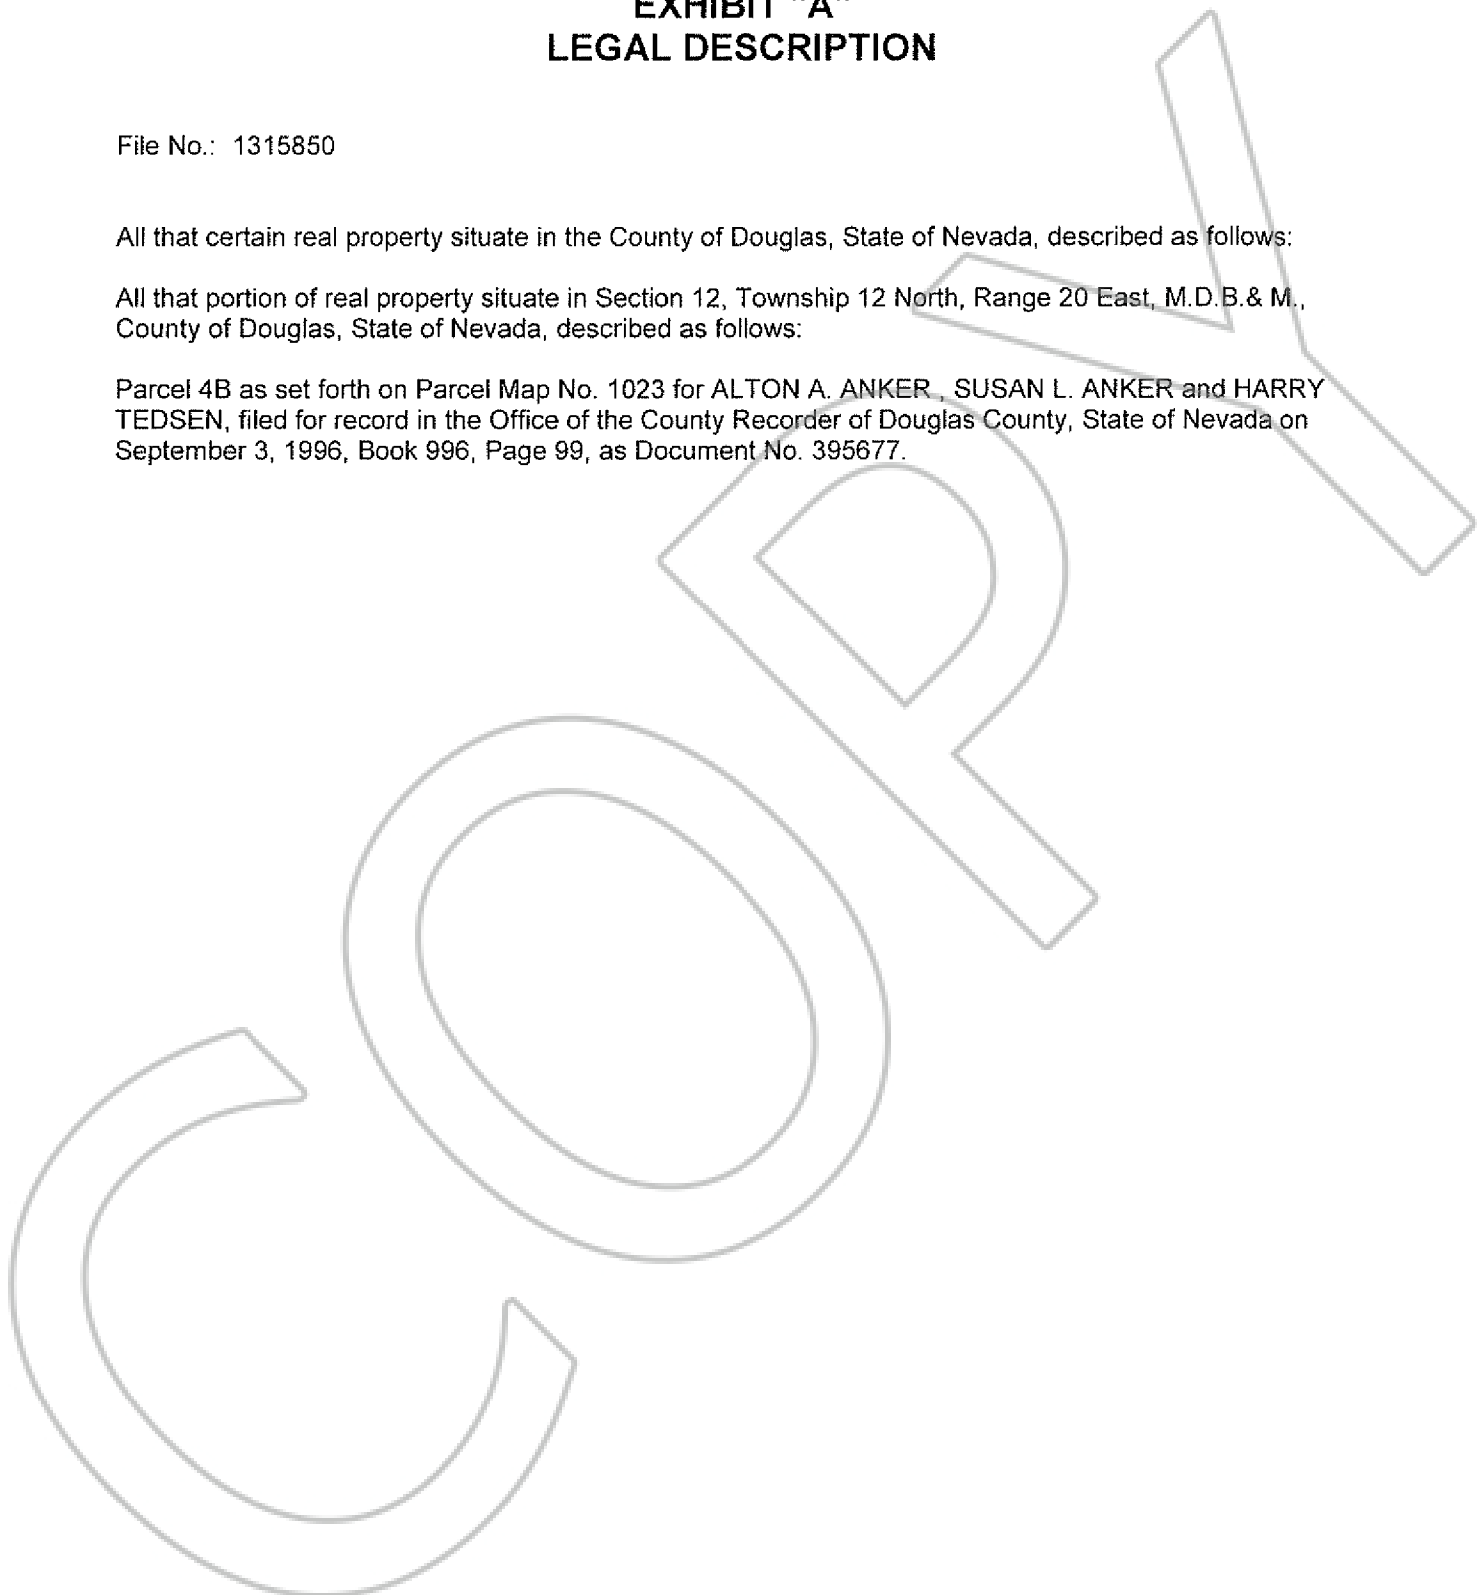 EXHIBIT "A"
LEGAL DESCRIPTION
File No.: 1315850
All that certain real property situate in the County of Douglas, State of Nevada, described as follows:
All that portion of real property situate in Section 12, Township 12 North, Range 20 East, M.D.B.& M.,
County of Douglas, State of Nevada, described as follows:
Parcel 4B as set forth on Parcel Map No. 1023 for ALTON A. ANKER , SUSAN L. ANKER and HARRY
TEDSEN, filed for record in the Office of the County Recorder of Douglas County, State of Nevada on
September 3, 1996, Book 996, Page 99, as Document No. 395677.
COPY